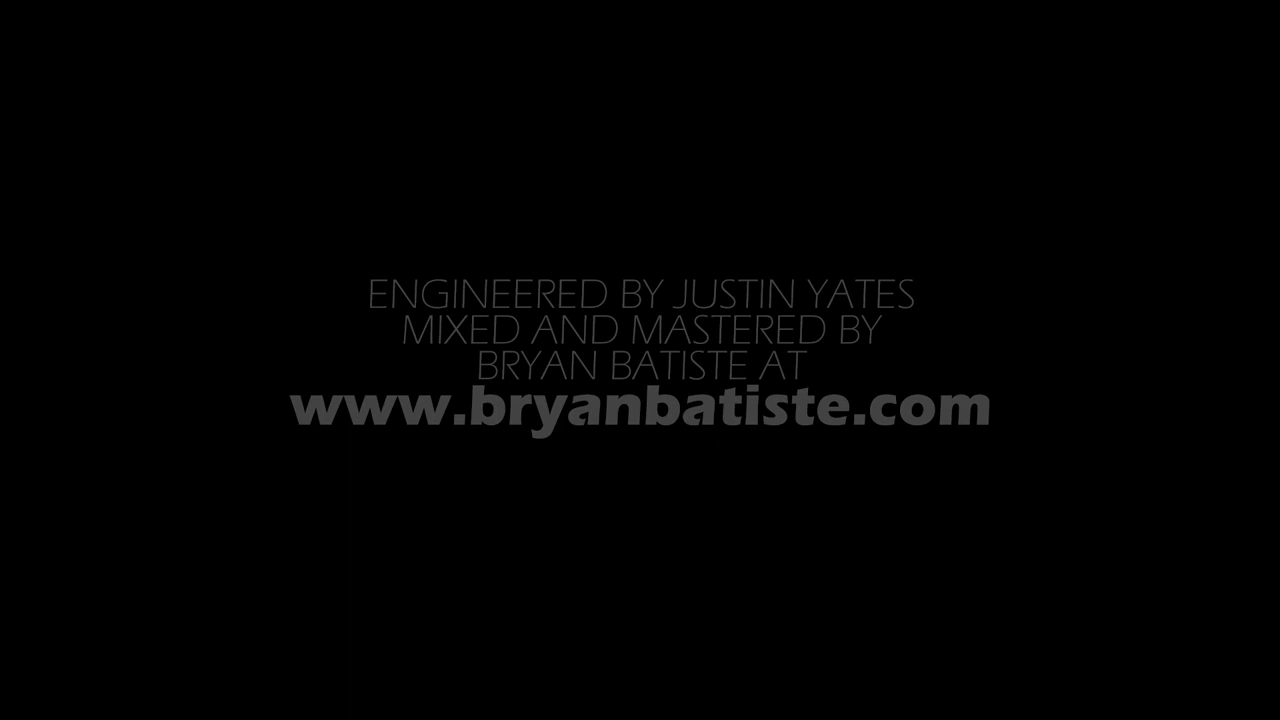 ENGINEERED BY JUSTIN YATES
MIXED AND MASTERED BY
BRYAN BATISTE AT
www.bryanbatiste.com